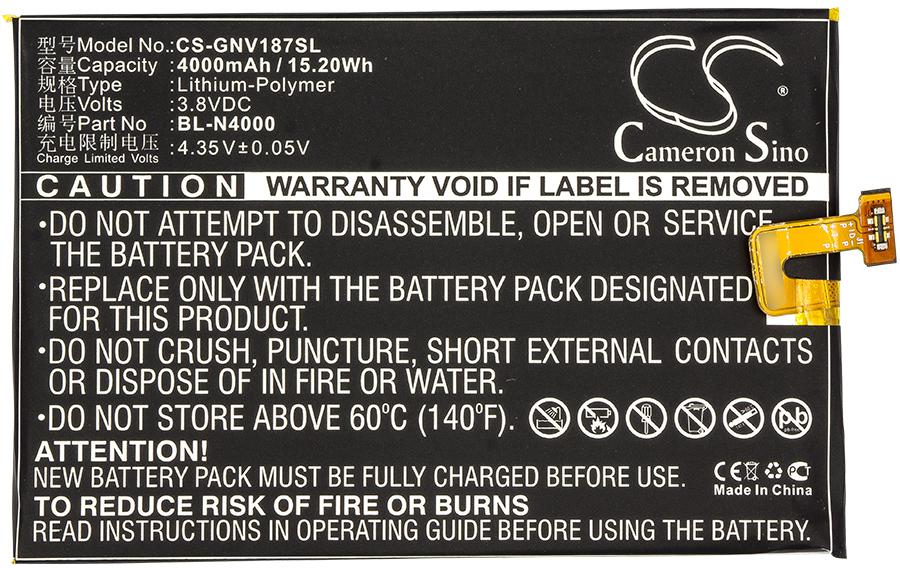 型号Model No.:CS-GNV187SL
容量Capacity :4000mAh / 15.20Wh
规格Type :Lithium-Polymer
电压Volts :3.8VDC
编号Part No :BL-N4000
充电限制电压
Charge Limited Volts :4.35V±0.05V
CS®
Cameron Sino
CAUTION WARRANTY VOID IF LABEL IS REMOVED
•DO NOT ATTEMPT TO DISASSEMBLE, OPEN OR SERVICE
THE BATTERY PACK.
•REPLACE ONLY WITH THE BATTERY PACK DESIGNATED
FOR THIS PRODUCT.
•DO NOT CRUSH, PUNCTURE, SHORT EXTERNAL CONTACTS
OR DISPOSE OF IN FIRE OR WATER.
•DO NOT STORE ABOVE 60°C (140°F).
pb
pb-free
ATTENTION!
NEW BATTERY PACK MUST BE FULLY CHARGED BEFORE USE.
TO REDUCE RISK OF FIRE OR BURNS
READ INSTRUCTIONS IN OPERATING GUIDE BEFORE USE.
CE
Made In China